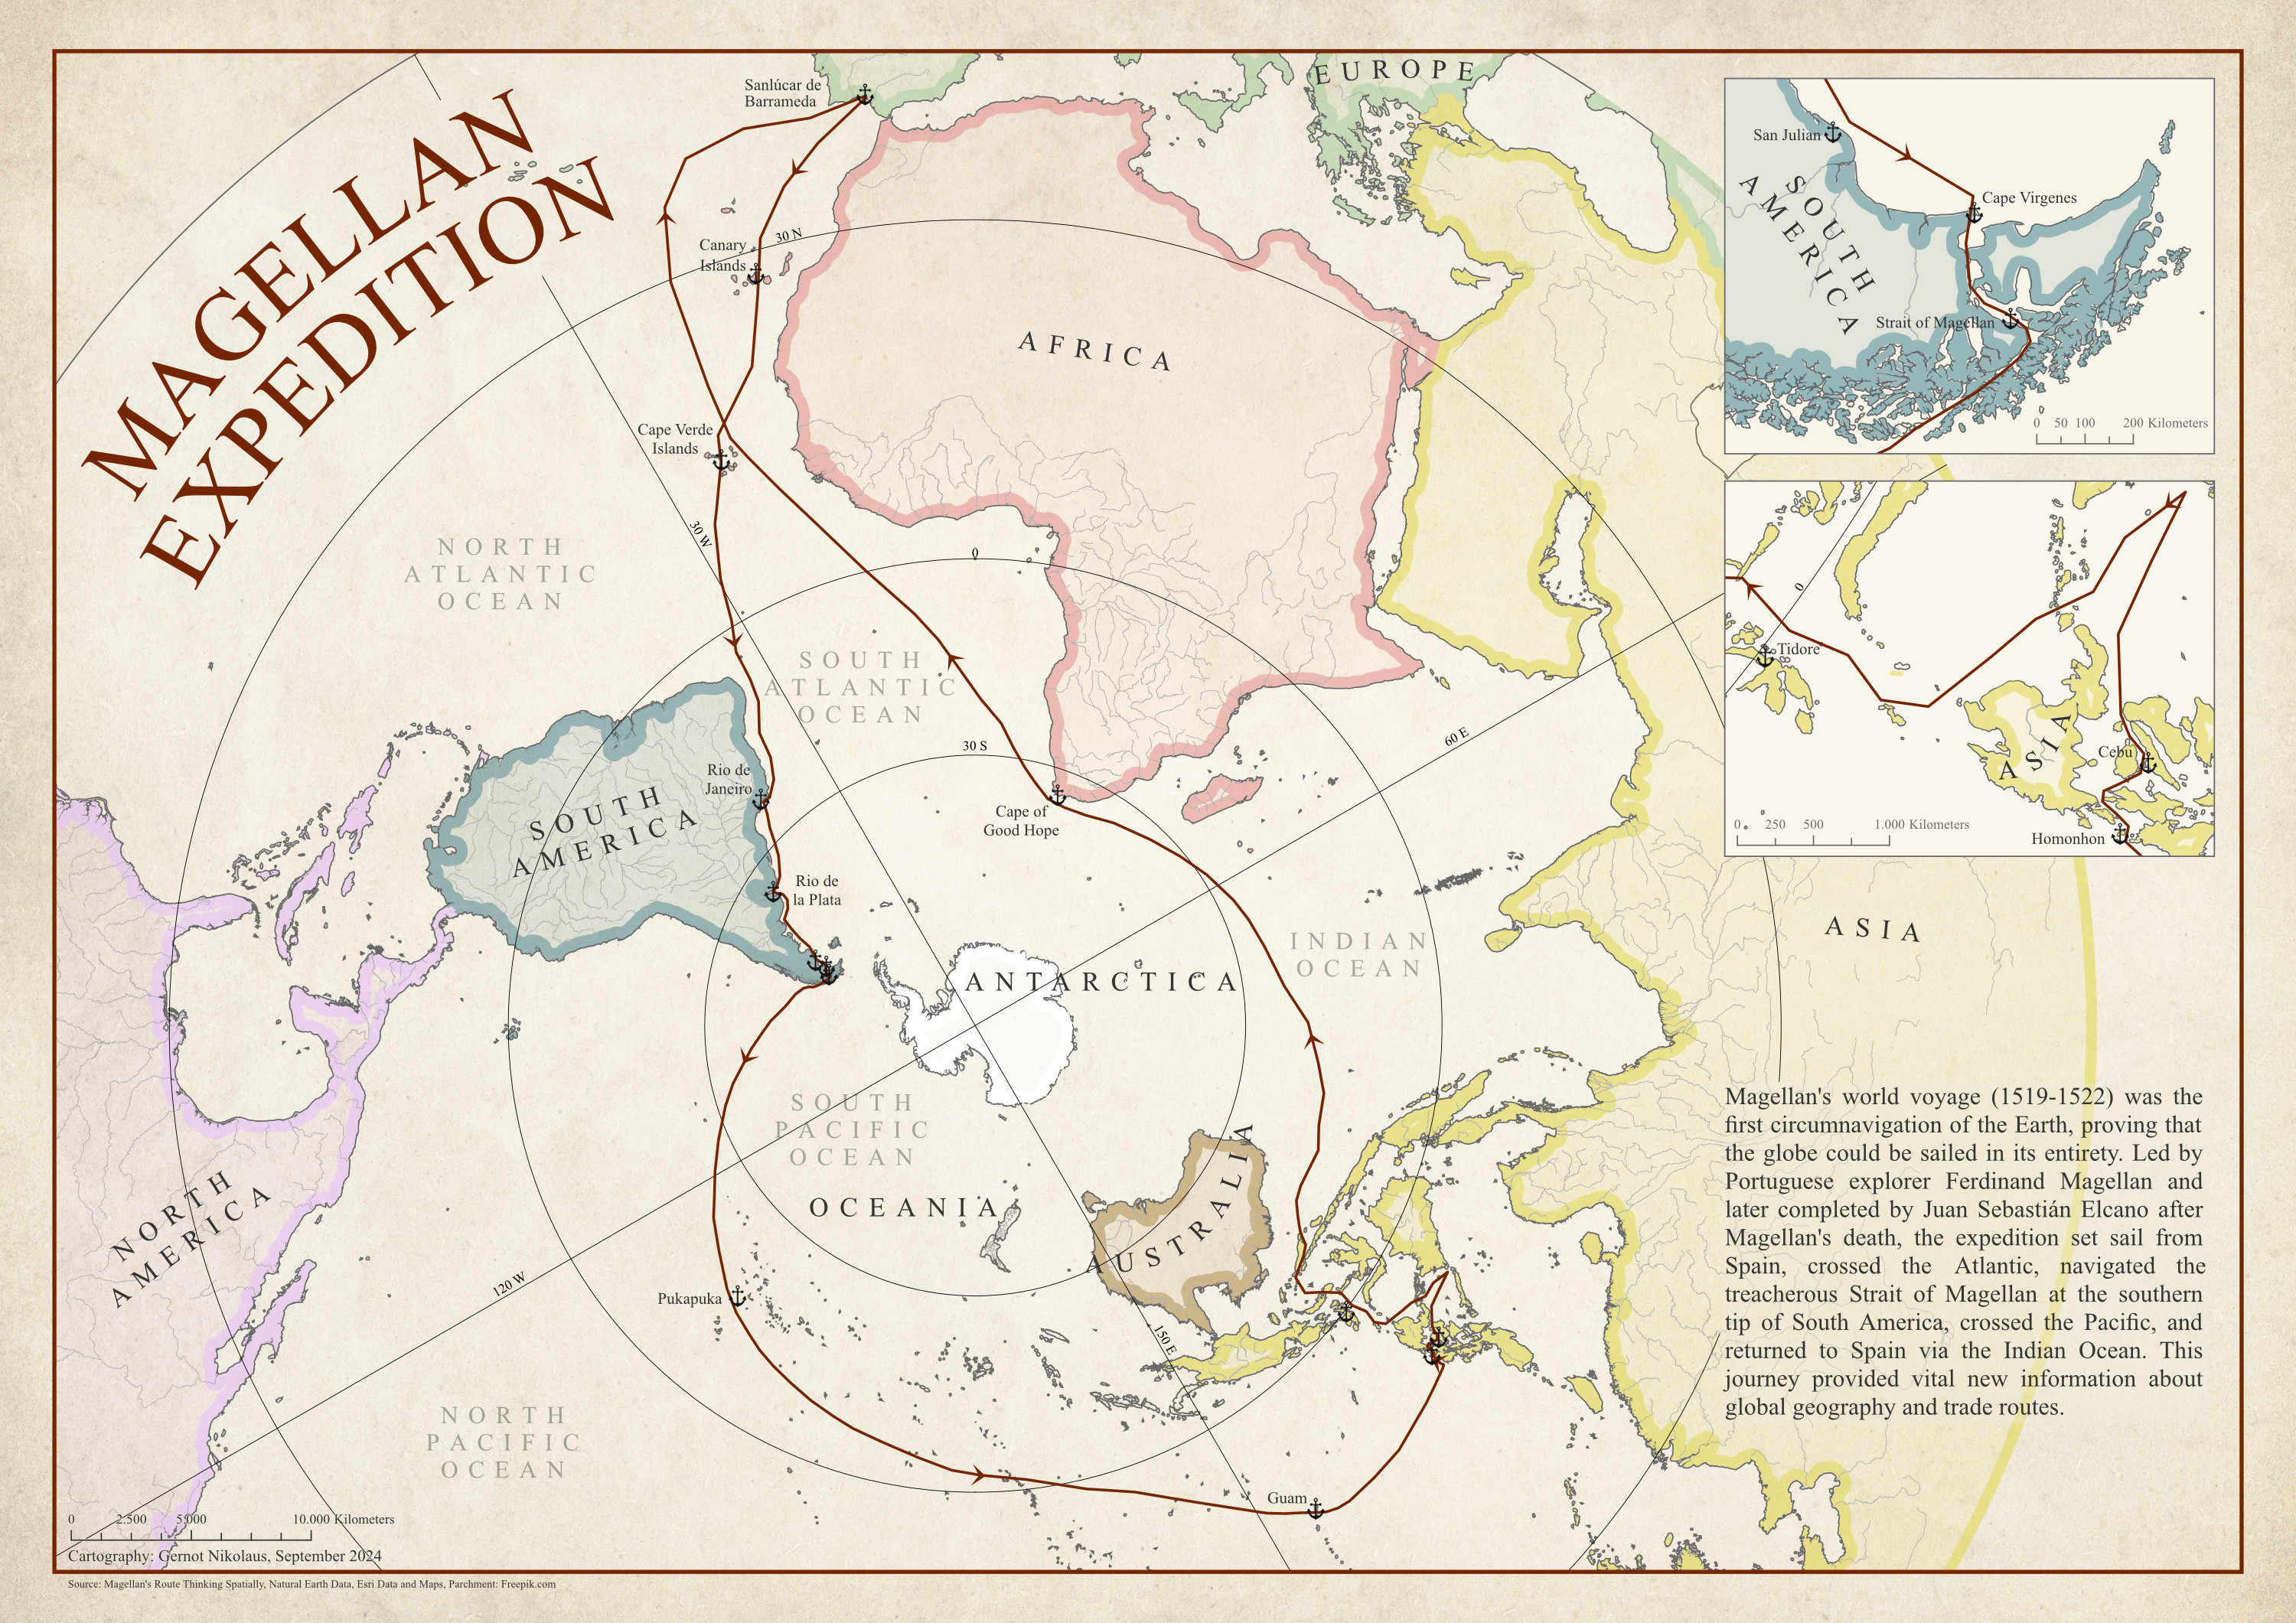 MAGELLAN
EXPEDITION
EUROPE
Sanlúcar de
Barrameda
Canary
Islands
30 N
AFRICA
Cape Verde
Islands
30 W
NORTH
ATLANTIC
OCEAN
0
SOUTH
ATLANTIC
OCEAN
30 S
60 E
Rio de
Janeiro
SOUTH
AMERICA
Cape of
Good Hope
Rio de
la Plata
INDIAN
OCEAN
ASIA
ANTARCTICA
SOUTH
PACIFIC
OCEAN
OCEANIA
AUSTRALIA
NORTH
AMERICA
120 W
Pukapuka
150 E
NORTH
PACIFIC
OCEAN
Guam
San Julian
SOUTH
AMERICA
Cape Virgenes
Strait of Magellan
0 50 100 200 Kilometers
0
Tidore
ASIA
Cebu
Homonhon
0 250 500 1.000 Kilometers
Magellan's world voyage (1519-1522) was the
first circumnavigation of the Earth, proving that
the globe could be sailed in its entirety. Led by
Portuguese explorer Ferdinand Magellan and
later completed by Juan Sebastián Elcano after
Magellan's death, the expedition set sail from
Spain, crossed the Atlantic, navigated the
treacherous Strait of Magellan at the southern
tip of South America, crossed the Pacific, and
returned to Spain via the Indian Ocean. This
journey provided vital new information about
global geography and trade routes.
0 2.500 5.000 10.000 Kilometers
Cartography: Gernot Nikolaus, September 2024
Source: Magellan's Route Thinking Spatially, Natural Earth Data, Esri Data and Maps, Parchment: Freepik.com